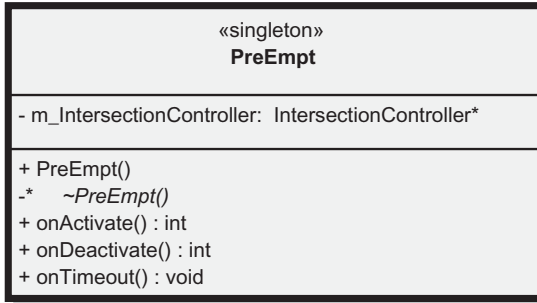 «singleton»
PreEmpt
- m_IntersectionController: IntersectionController*
+ PreEmpt()
-* ~PreEmpt()
+ onActivate() : int
+ onDeactivate() : int
+ onTimeout() : void